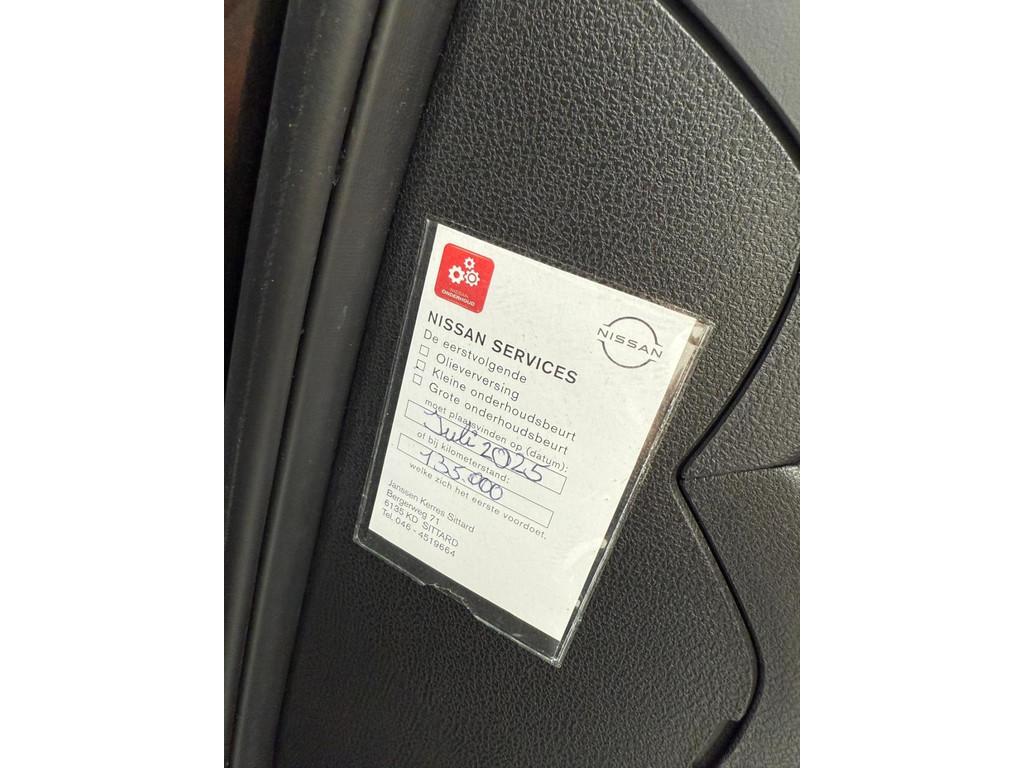 NISSAN
ONDERHOUD
NISSAN
NISSAN SERVICES
De eerstvolgende
Olieverversing
Kleine onderhoudsbeurt
Grote onderhoudsbeurt
moet plaatsvinden op (datum):
Juli 2025
of bij kilometerstand:
135.000
welke zich het eerste voordoet.
Janssen Kerres Sittard
Bergerweg 71
6135 KD SITTARD
Tel. 046 - 4519664